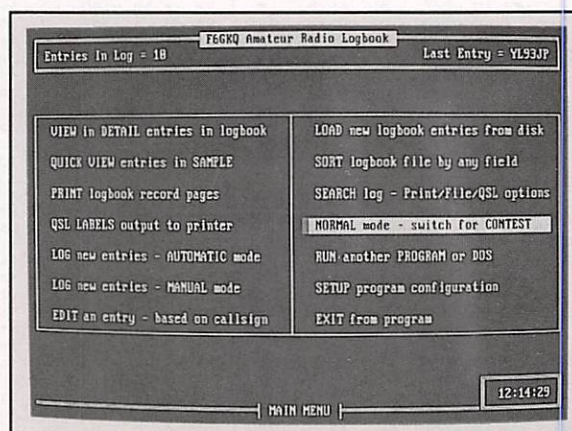 F6GKQ Amateur Radio Logbook
Entries In Log = 10
Last Entry = YL93JP
VIEW in DETAIL entries in logbook
QUICK VIEW entries in SAMPLE
PRINT logbook record pages
QSL LABELS output to printer
LOG new entries - AUTOMATIC mode
LOG new entries - MANUAL mode
EDIT an entry - based on callsign
LOAD new logbook entries from disk
SORT logbook file by any field
SEARCH log - Print/File/QSL options
NORMAL mode - switch for CONTEST
RUN another PROGRAM or DOS
SETUP program configuration
EXIT from program
12:14:29
MAIN MENU